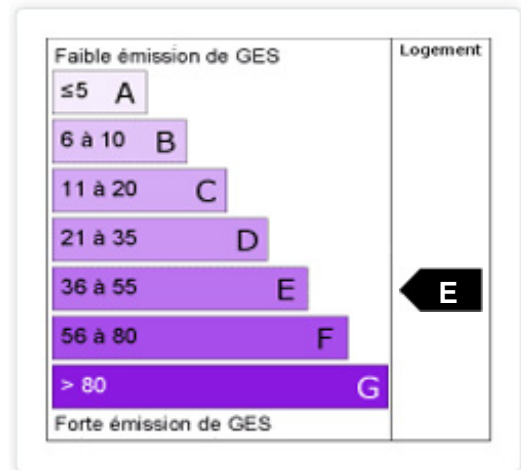 Faible émission de GES
Logement
≤5 A
6 à 10 B
11 à 20 C
21 à 35 D
36 à 55 E
E
56 à 80 F
> 80 G
Forte émission de GES